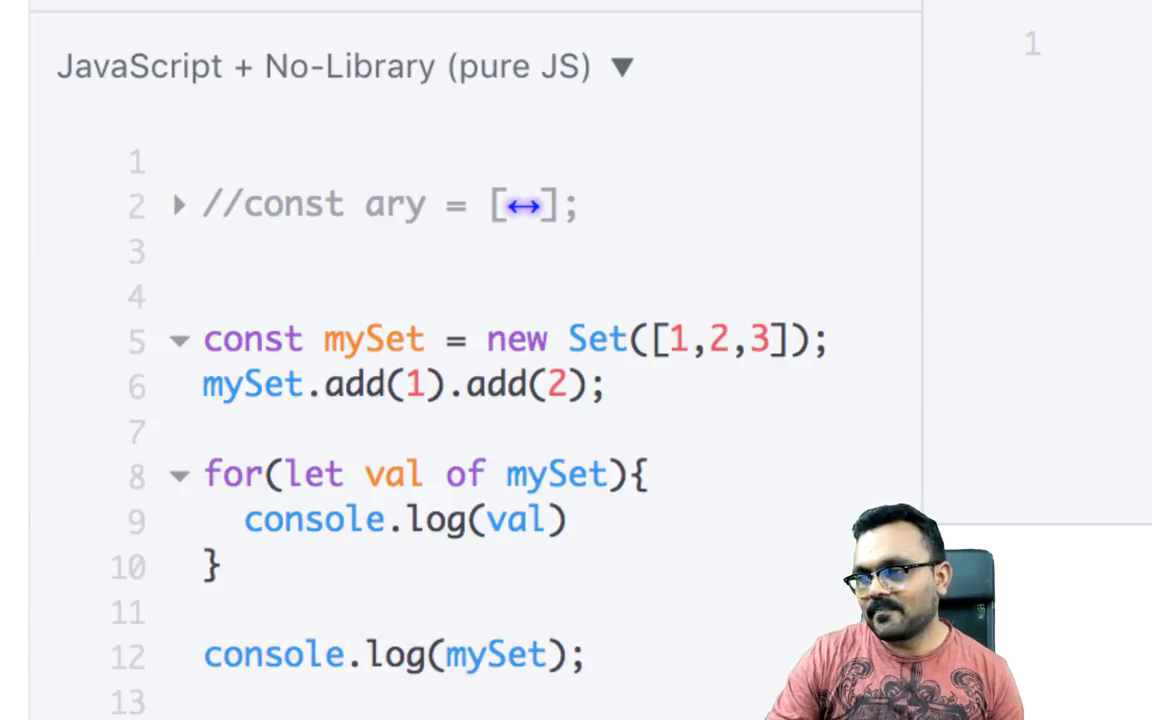 JavaScript + No-Library (pure JS) ▼
1
1
2 //const ary = [↔];
3
4
5 const mySet = new Set([1,2,3]);
6 mySet.add(1).add(2);
7
8 for(let val of mySet){
9 console.log(val)
10 }
11
12 console.log(mySet);
13